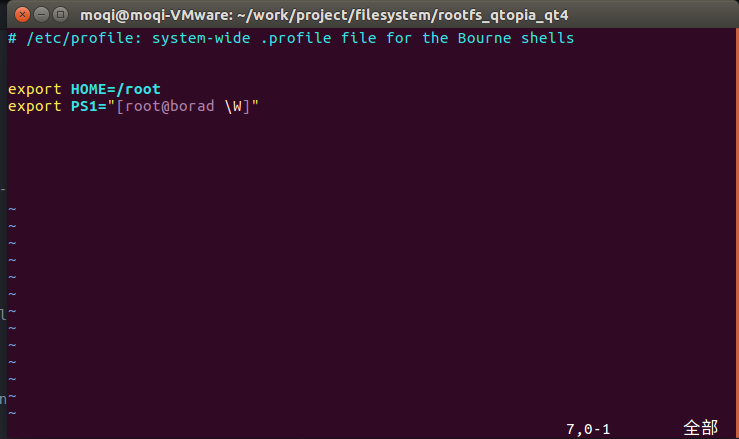 moqi@moqi-VMware: ~/work/project/filesystem/rootfs_qtopia_qt4
# /etc/profile: system-wide .profile file for the Bourne shells
export HOME=/root
export PS1="[root@borad \W]"
-
~
~
~
~
~
~
~
l
~
~
~
~
~
n
~
7,0-1 全部